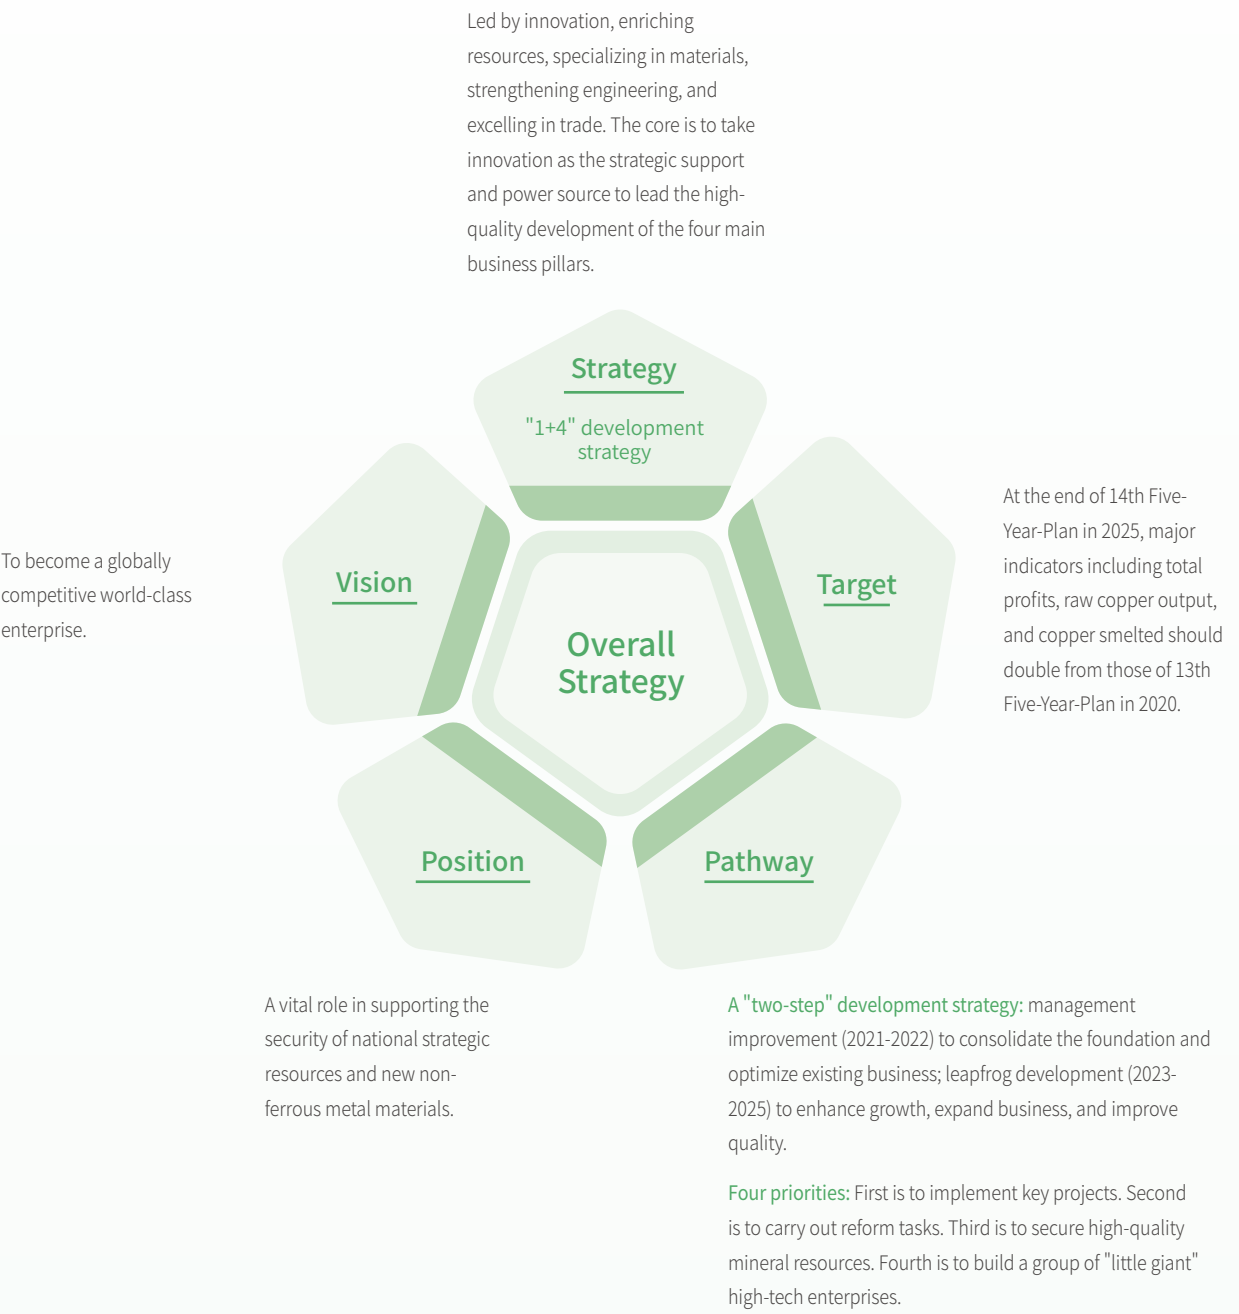 Led by innovation, enriching
resources, specializing in materials,
strengthening engineering, and
excelling in trade. The core is to take
innovation as the strategic support
and power source to lead the high-
quality development of the four main
business pillars.
Strategy
"1+4" development
strategy
Vision
To become a globally
competitive world-class
enterprise.
Overall
Strategy
Target
At the end of 14th Five-
Year-Plan in 2025, major
indicators including total
profits, raw copper output,
and copper smelted should
double from those of 13th
Five-Year-Plan in 2020.
Position
A vital role in supporting the
security of national strategic
resources and new non-
ferrous metal materials.
Pathway
A "two-step" development strategy: management
improvement (2021-2022) to consolidate the foundation and
optimize existing business; leapfrog development (2023-
2025) to enhance growth, expand business, and improve
quality.
Four priorities: First is to implement key projects. Second
is to carry out reform tasks. Third is to secure high-quality
mineral resources. Fourth is to build a group of "little giant"
high-tech enterprises.